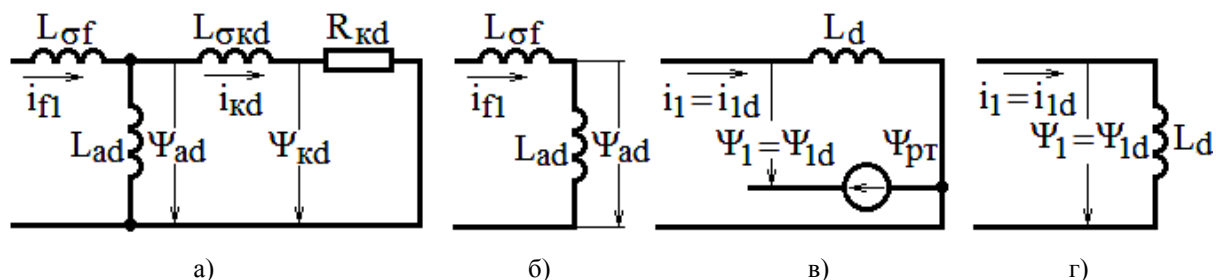 Lσf Lσкd Rкd
if1 iкd
Lad Ψad Ψкd
а)
Lσf
if1
Lad Ψad
б)
Ld
i1 = i1d
Ψ1 = Ψ1d Ψрт
в)
i1 = i1d
Ψ1 = Ψ1d Ld
г)